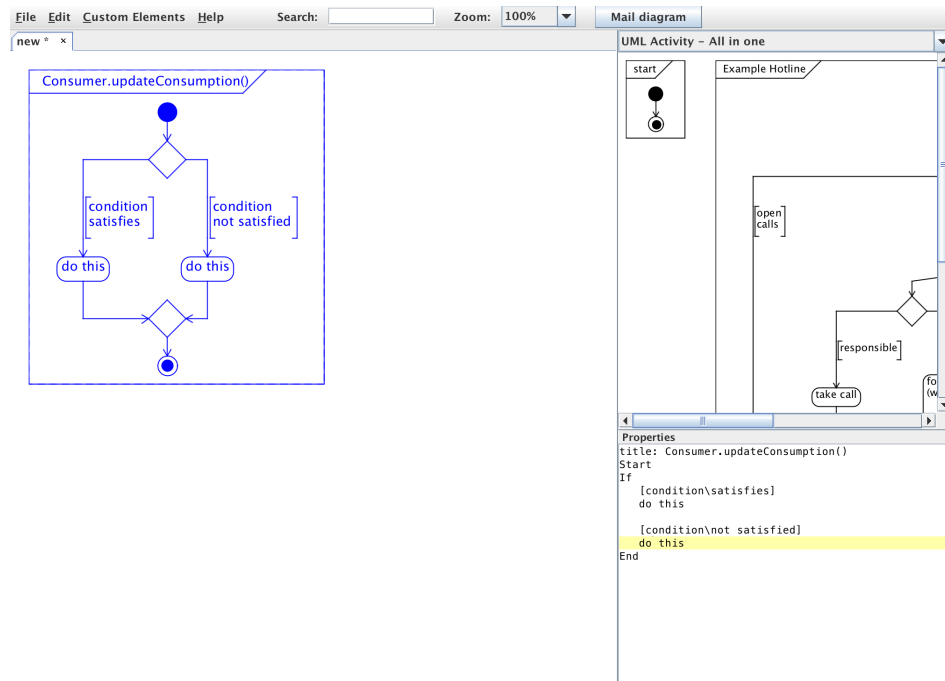 File Edit Custom Elements Help Search: Zoom: 100% Mail diagram
new * ×
UML Activity – All in one
Consumer.updateConsumption()
condition
satisfies
condition
not satisfied
do this
do this
start
Example Hotline
open
calls
responsible
take call
fo
(w
Properties
title: Consumer.updateConsumption()
Start
If
[condition\satisfies]
do this
[condition\not satisfied]
do this
End